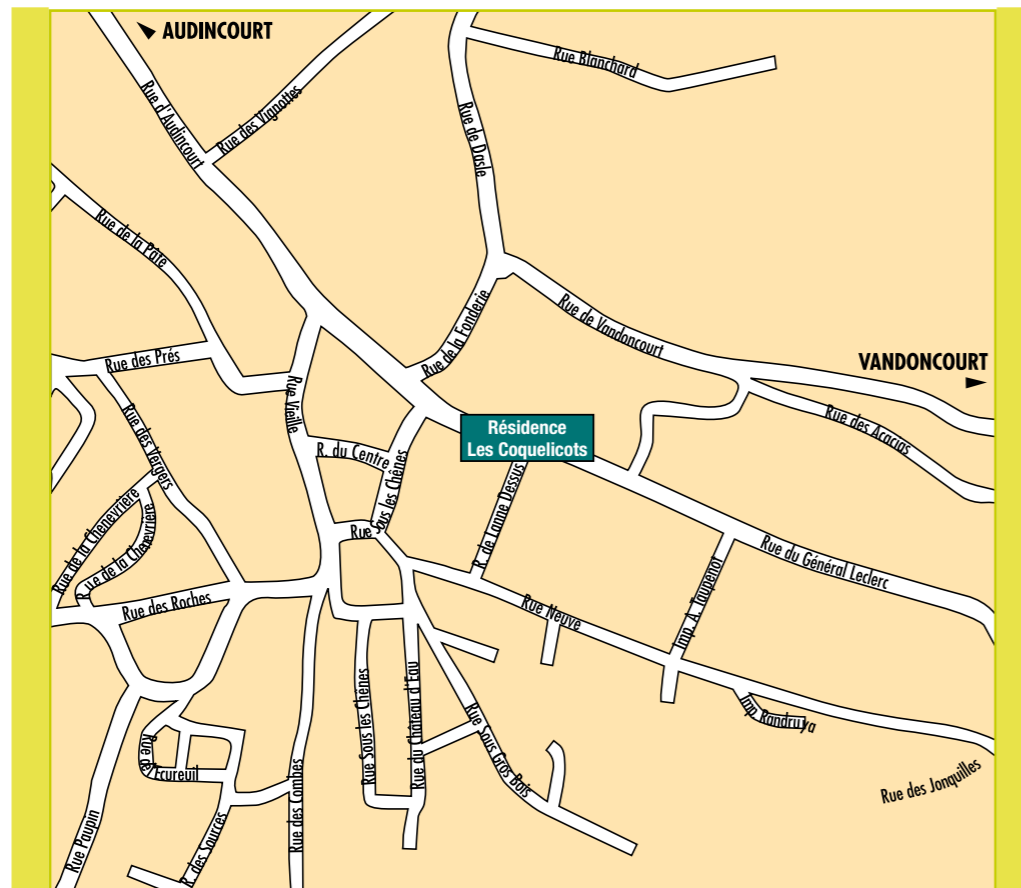 AUDINCOURT
Rue Blanchard
Rue d'Audincourt
Rue des Vignottes
Rue de Dasle
Rue de la Pâte
Rue de la Fonderie
Rue de Vandoncourt
VANDONCOURT
Rue des Prés
Rue Vieille
Rue des Vergers
Rue des Acacias
Résidence
Les Coquelicots
R. du Centre
Rue Sous les Chênes
R. de Lanne Dessus
Rue de la Chenevrière
Rue de la Chenevrière
Rue du Général Leclerc
Imp. A. Taupenot
Rue des Roches
Rue Neuve
Rue Sous les Chênes
Rue du Château d'Eau
Rue Sous Gros Bois
Imp. Randruya
Rue de l'Ecureuil
Rue des Combes
Rue des Jonquilles
Rue Paupin
R. des Sources